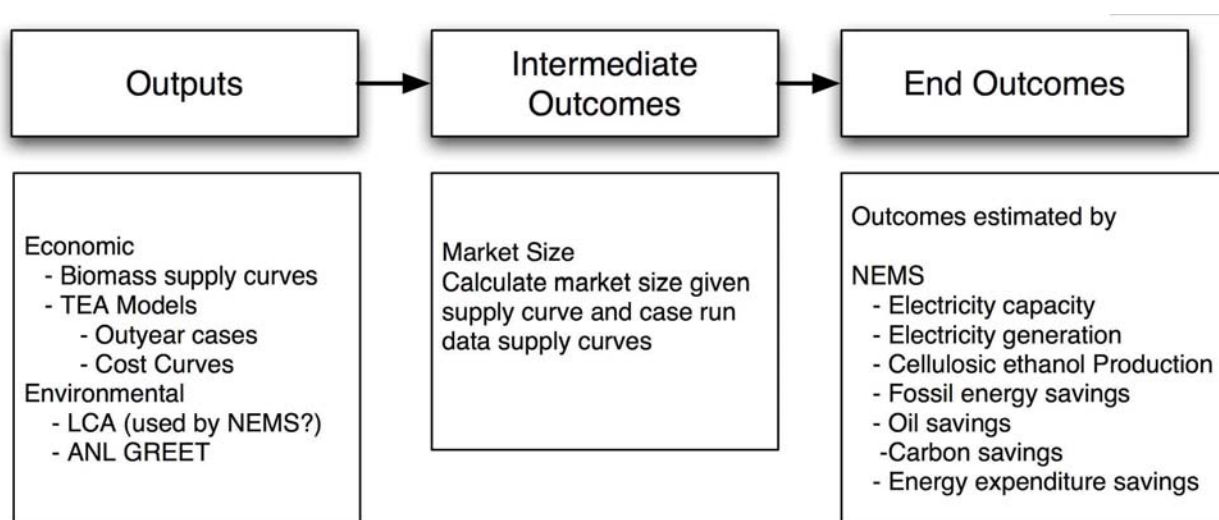 Outputs
Intermediate
Outcomes
End Outcomes
Economic
- Biomass supply curves
- TEA Models
- Outyear cases
- Cost Curves
Environmental
- LCA (used by NEMS?)
- ANL GREET
Market Size
Calculate market size given
supply curve and case run
data supply curves
Outcomes estimated by
NEMS
- Electricity capacity
- Electricity generation
- Cellulosic ethanol Production
- Fossil energy savings
- Oil savings
-Carbon savings
- Energy expenditure savings